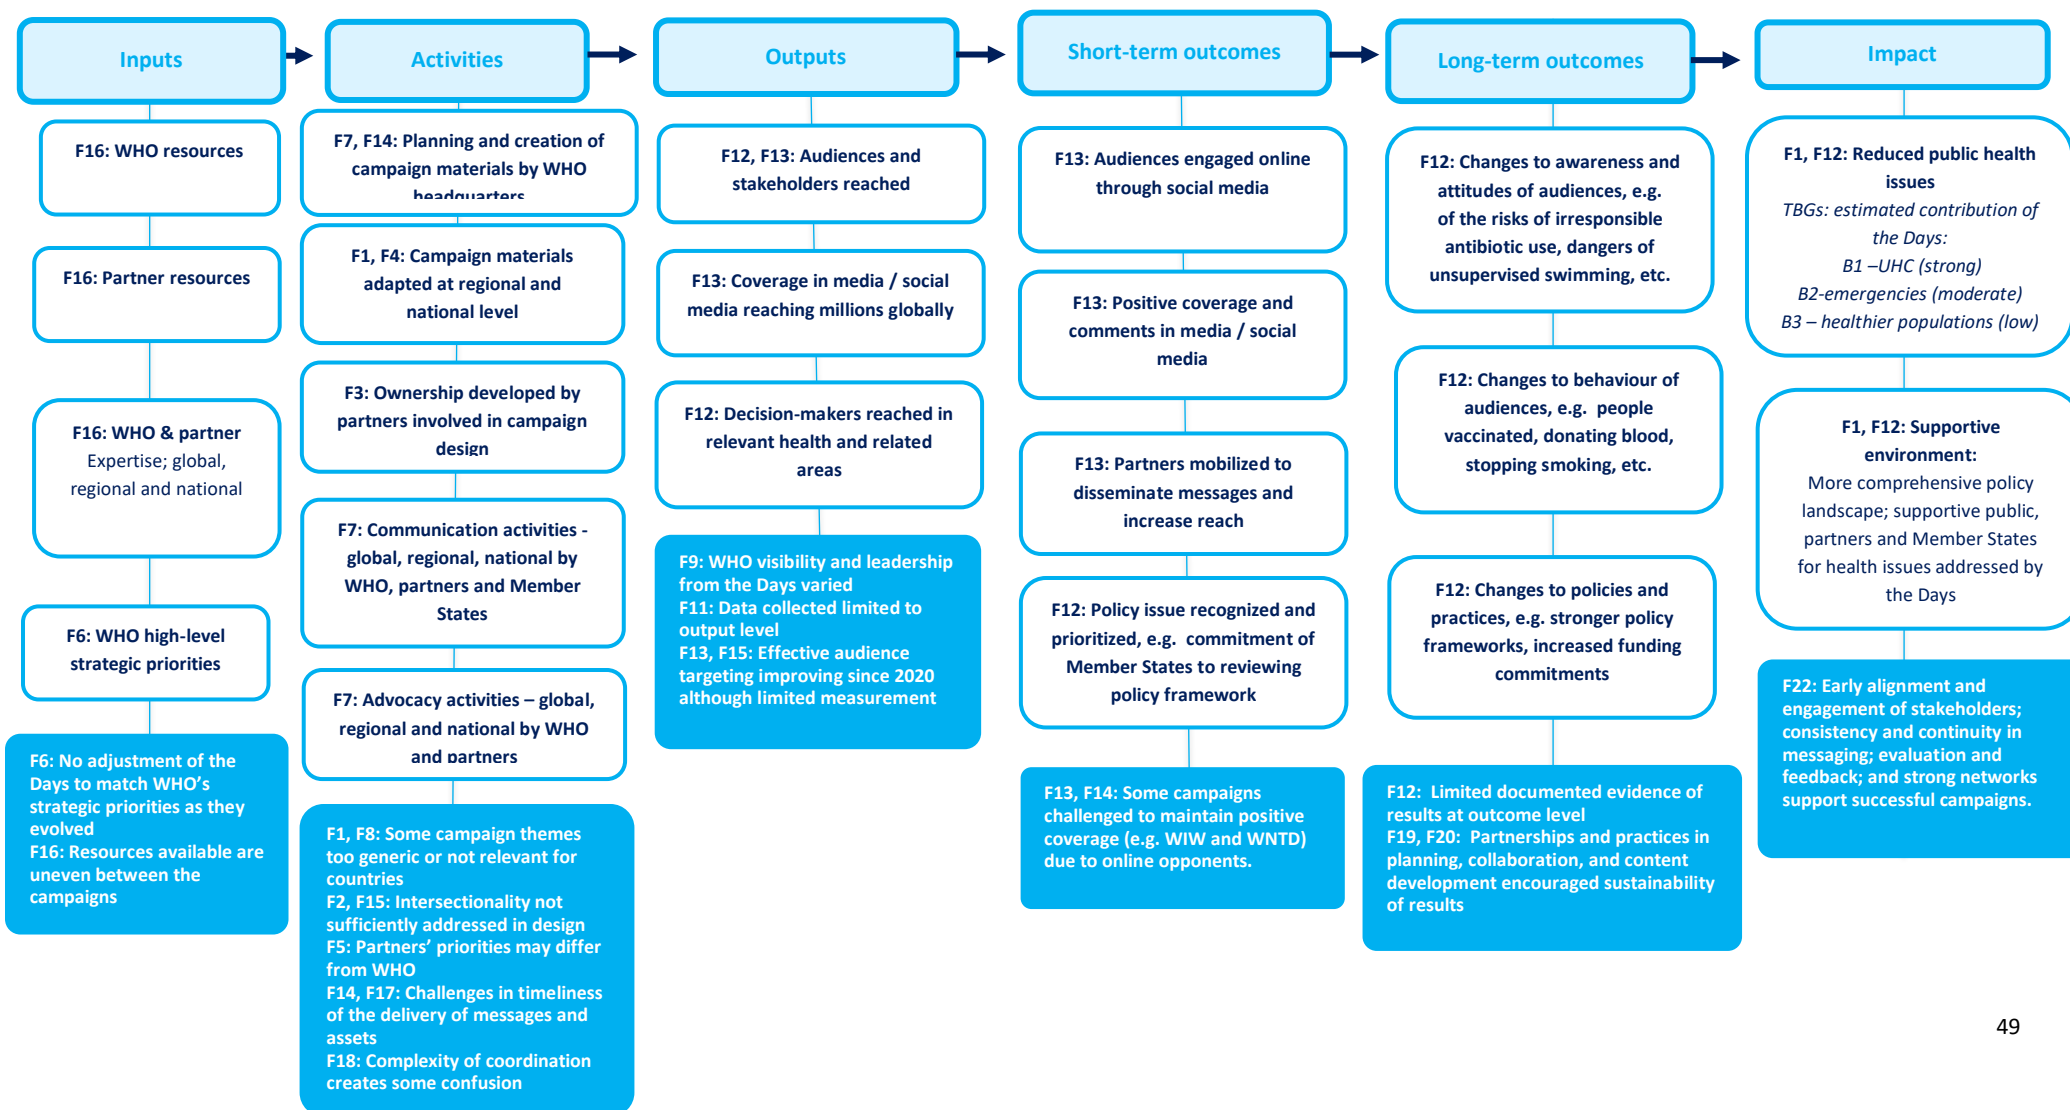 Inputs
Activities
Outputs
Short-term outcomes
Long-term outcomes
Impact
F16: WHO resources
F16: Partner resources
F16: WHO & partner
Expertise; global,
regional and national
F6: WHO high-level
strategic priorities
F6: No adjustment of the
Days to match WHO’s
strategic priorities as they
evolved
F16: Resources available are
uneven between the
campaigns
F7, F14: Planning and creation of
campaign materials by WHO
headquarters
F1, F4: Campaign materials
adapted at regional and
national level
F3: Ownership developed by
partners involved in campaign
design
F7: Communication activities -
global, regional, national by
WHO, partners and Member
States
F7: Advocacy activities – global,
regional and national by WHO
and partners
F1, F8: Some campaign themes
too generic or not relevant for
countries
F2, F15: Intersectionality not
sufficiently addressed in design
F5: Partners’ priorities may differ
from WHO
F14, F17: Challenges in timeliness
of the delivery of messages and
assets
F18: Complexity of coordination
creates some confusion
F12, F13: Audiences and
stakeholders reached
F13: Coverage in media / social
media reaching millions globally
F12: Decision-makers reached in
relevant health and related
areas
F9: WHO visibility and leadership
from the Days varied
F11: Data collected limited to
output level
F13, F15: Effective audience
targeting improving since 2020
although limited measurement
F13: Audiences engaged online
through social media
F13: Positive coverage and
comments in media / social
media
F13: Partners mobilized to
disseminate messages and
increase reach
F12: Policy issue recognized and
prioritized, e.g. commitment of
Member States to reviewing
policy framework
F13, F14: Some campaigns
challenged to maintain positive
coverage (e.g. WIW and WNTD)
due to online opponents.
F12: Changes to awareness and
attitudes of audiences, e.g.
of the risks of irresponsible
antibiotic use, dangers of
unsupervised swimming, etc.
F12: Changes to behaviour of
audiences, e.g. people
vaccinated, donating blood,
stopping smoking, etc.
F12: Changes to policies and
practices, e.g. stronger policy
frameworks, increased funding
commitments
F12: Limited documented evidence of
results at outcome level
F19, F20: Partnerships and practices in
planning, collaboration, and content
development encouraged sustainability
of results
F1, F12: Reduced public health
issues
TBGs: estimated contribution of
the Days:
B1 –UHC (strong)
B2-emergencies (moderate)
B3 – healthier populations (low)
F1, F12: Supportive
environment:
More comprehensive policy
landscape; supportive public,
partners and Member States
for health issues addressed by
the Days
F22: Early alignment and
engagement of stakeholders;
consistency and continuity in
messaging; evaluation and
feedback; and strong networks
support successful campaigns.
49